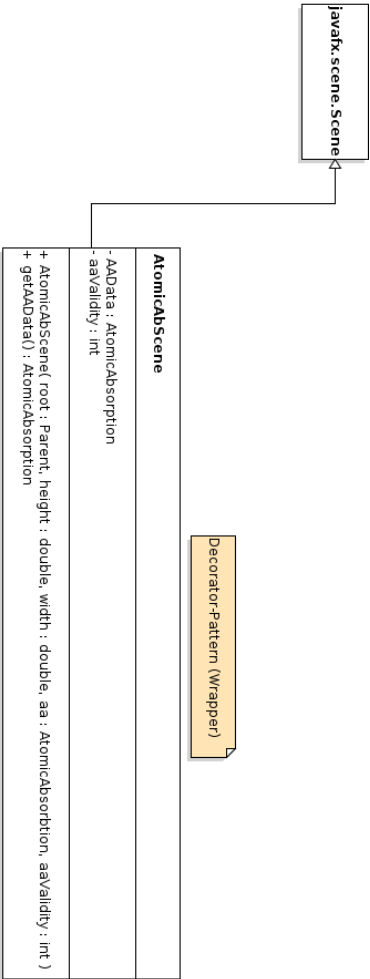 javafx.scene.Scene
Decorator-Pattern (Wrapper)
AtomicAbScene
- AAData : AtomicAbsorption
- aaValidity : int
+ AtomicAbScene( root : Parent, height : double, width : double, aa : AtomicAbsorbtion, aaValidity : int )
+ getAAData() : AtomicAbsorption